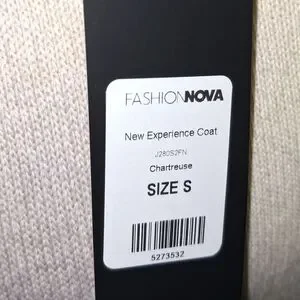 FASHIONNOVA
New Experience Coat
J280S2FN
Chartreuse
SIZE S
5273532